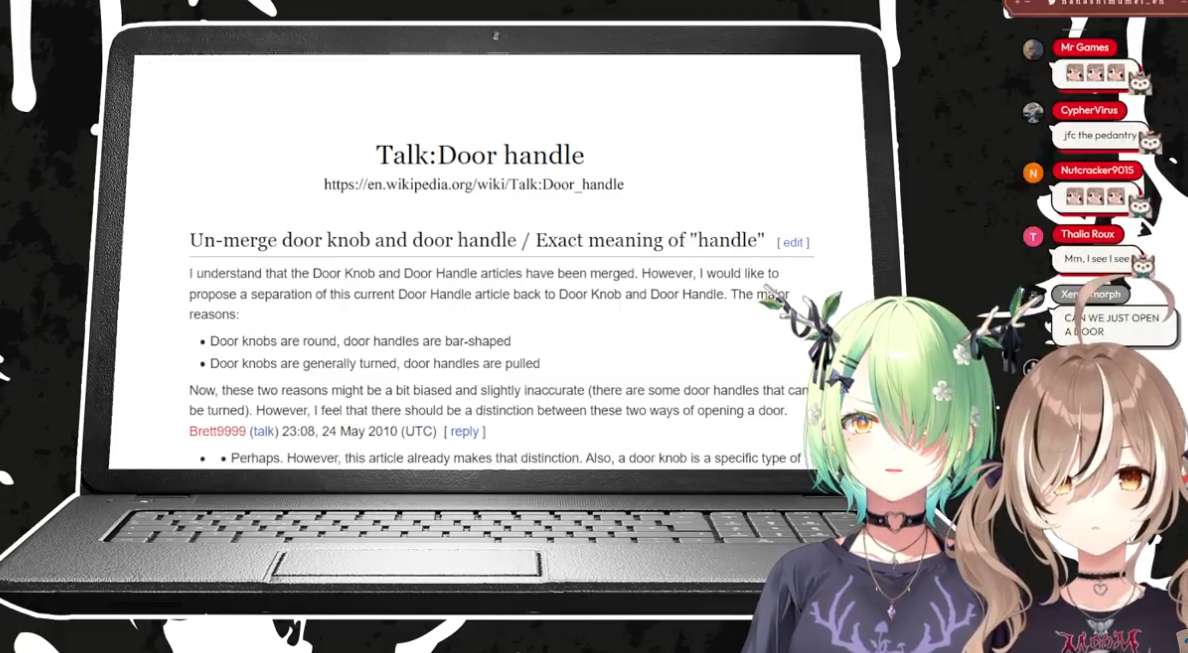 nanashimumei_en
Talk:Door handle
https://en.wikipedia.org/wiki/Talk:Door_handle
Un-merge door knob and door handle / Exact meaning of "handle" [ edit ]
I understand that the Door Knob and Door Handle articles have been merged. However, I would like to
propose a separation of this current Door Handle article back to Door Knob and Door Handle. The major
reasons:
• Door knobs are round, door handles are bar-shaped
• Door knobs are generally turned, door handles are pulled
Now, these two reasons might be a bit biased and slightly inaccurate (there are some door handles that can
be turned). However, I feel that there should be a distinction between these two ways of opening a door.
Brett9999 (talk) 23:08, 24 May 2010 (UTC) [ reply ]
• • Perhaps. However, this article already makes that distinction. Also, a door knob is a specific type of
Mr Games
CypherVirus
jfc the pedantry
N
Nutcracker9015
T
Thalia Roux
Mm, I see I see
CAN WE JUST OPEN
A DOOR